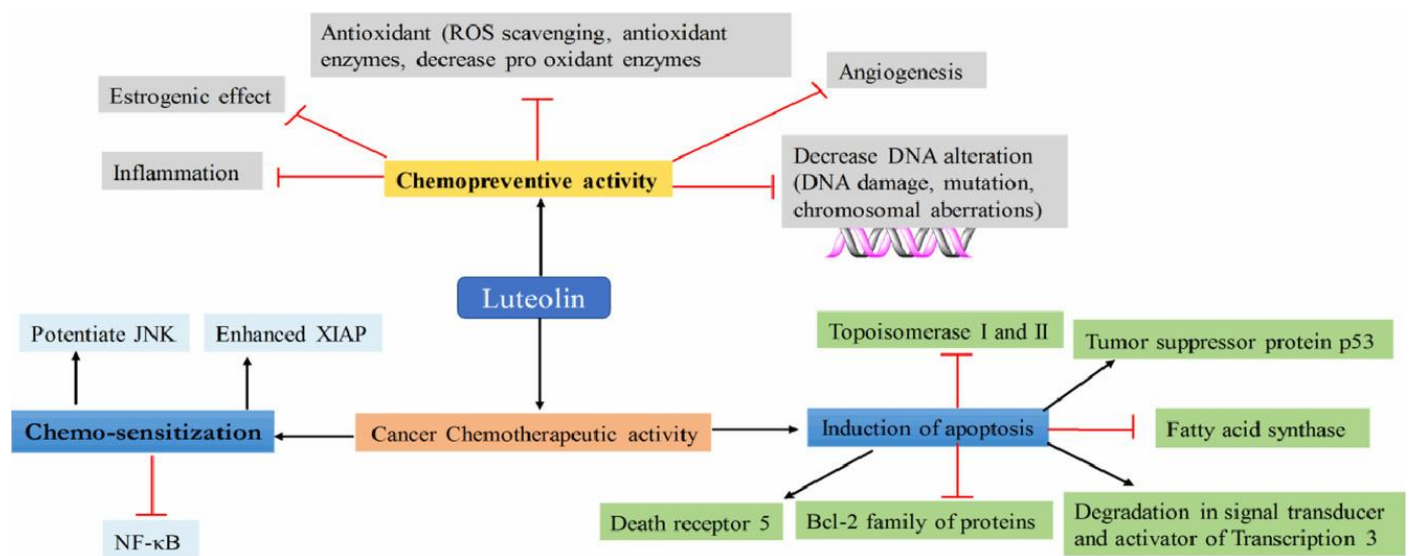 Antioxidant (ROS scavenging, antioxidant
enzymes, decrease pro oxidant enzymes
Angiogenesis
Estrogenic effect
Inflammation
Chemopreventive activity
Decrease DNA alteration
(DNA damage, mutation,
chromosomal aberrations)
Luteolin
Potentiate JNK
Enhanced XIAP
Topoisomerase I and II
Tumor suppressor protein p53
Chemo-sensitization
Cancer Chemotherapeutic activity
Induction of apoptosis
Fatty acid synthase
NF-κB
Death receptor 5
Bcl-2 family of proteins
Degradation in signal transducer
and activator of Transcription 3